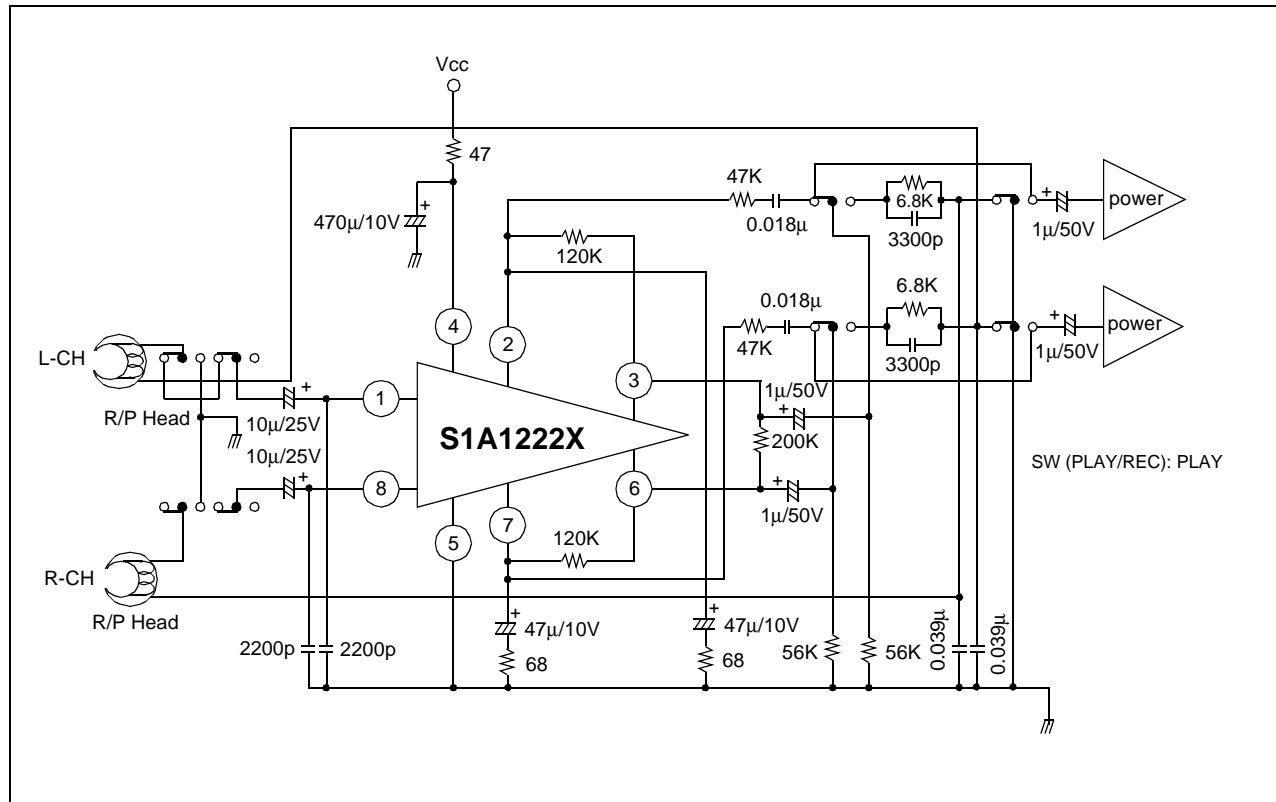 Vcc
47
470µ/10V
47K
0.018µ
6.8K
3300p
1µ/50V
power
120K
0.018µ
47K
6.8K
3300p
1µ/50V
power
4
2
3
L-CH
R/P Head
10µ/25V
1
S1A1222X
1µ/50V
200K
SW (PLAY/REC): PLAY
10µ/25V
8
6
1µ/50V
7
5
120K
R-CH
R/P Head
2200p
2200p
47µ/10V
68
47µ/10V
68
56K
56K
0.039µ
0.039µ